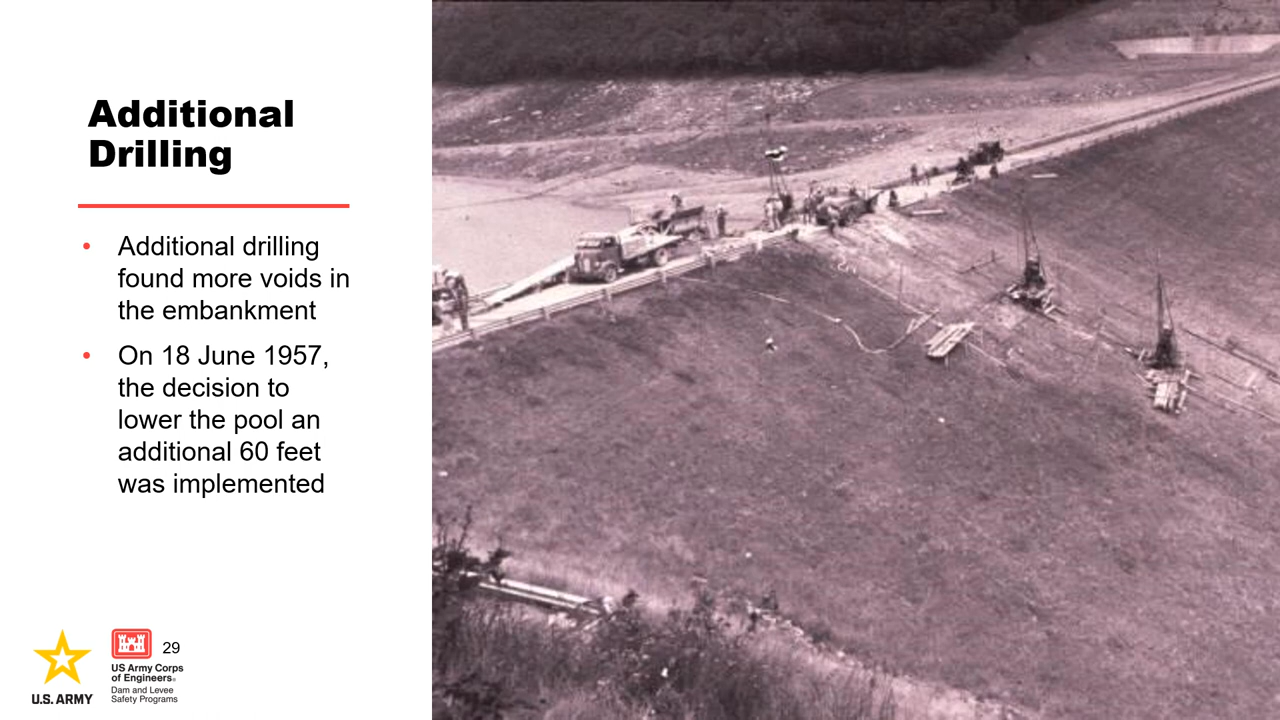 Additional
Drilling
• Additional drilling
found more voids in
the embankment
• On 18 June 1957,
the decision to
lower the pool an
additional 60 feet
was implemented
U.S. ARMY
29
US Army Corps
of Engineers®
Dam and Levee
Safety Programs